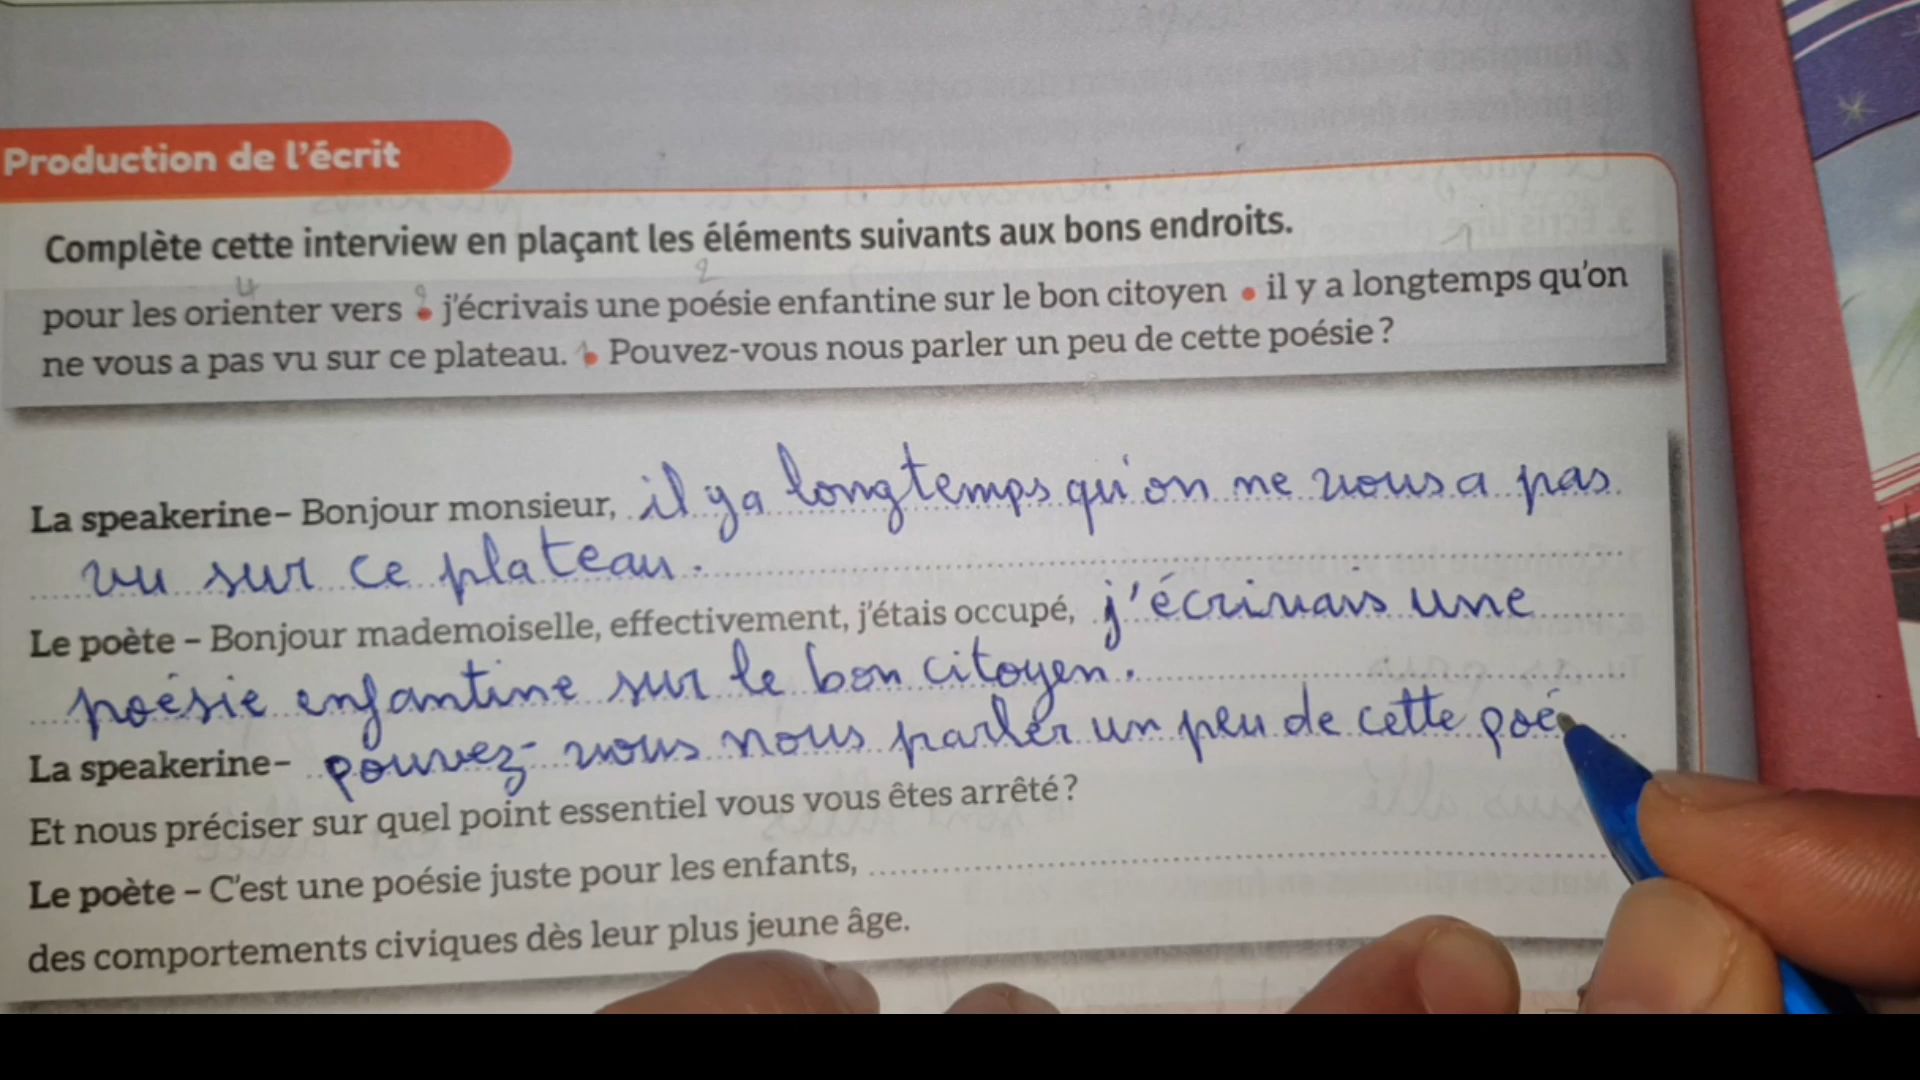 Production de l'écrit
Complète cette interview en plaçant les éléments suivants aux bons endroits.
pour les orienter vers • j'écrivais une poésie enfantine sur le bon citoyen • il y a longtemps qu'on
ne vous a pas vu sur ce plateau. • Pouvez-vous nous parler un peu de cette poésie ?
La speakerine – Bonjour monsieur, il y a longtemps qu'on ne vous a pas
vu sur ce plateau.
Le poète – Bonjour mademoiselle, effectivement, j'étais occupé, j'écrivais une
poésie enfantine sur le bon citoyen.
La speakerine – pouvez-vous nous parler un peu de cette poé
Et nous préciser sur quel point essentiel vous vous êtes arrêté ?
Le poète – C'est une poésie juste pour les enfants,
des comportements civiques dès leur plus jeune âge.